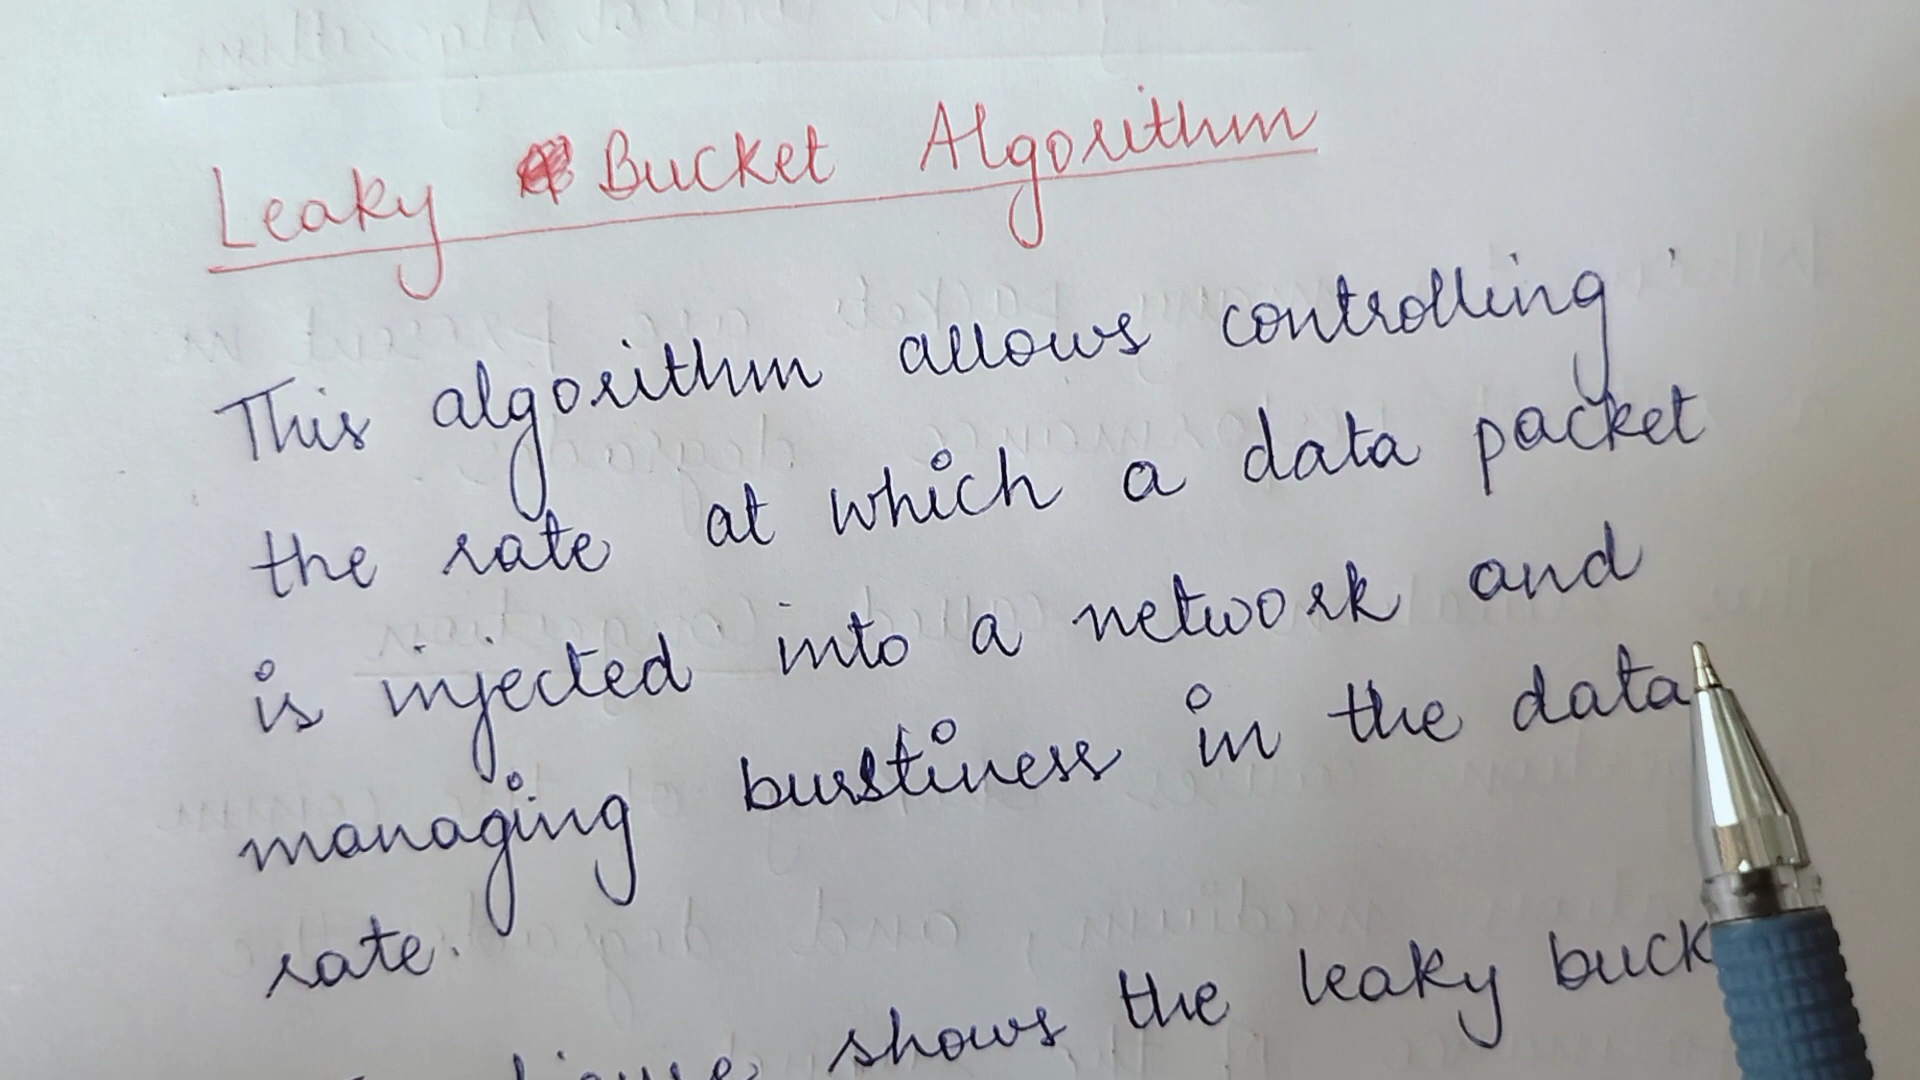 Leaky Bucket Algorithm
This algorithm allows controlling
the rate at which a data packet
is injected into a network and
managing burstiness in the data
rate.
shows the leaky buck